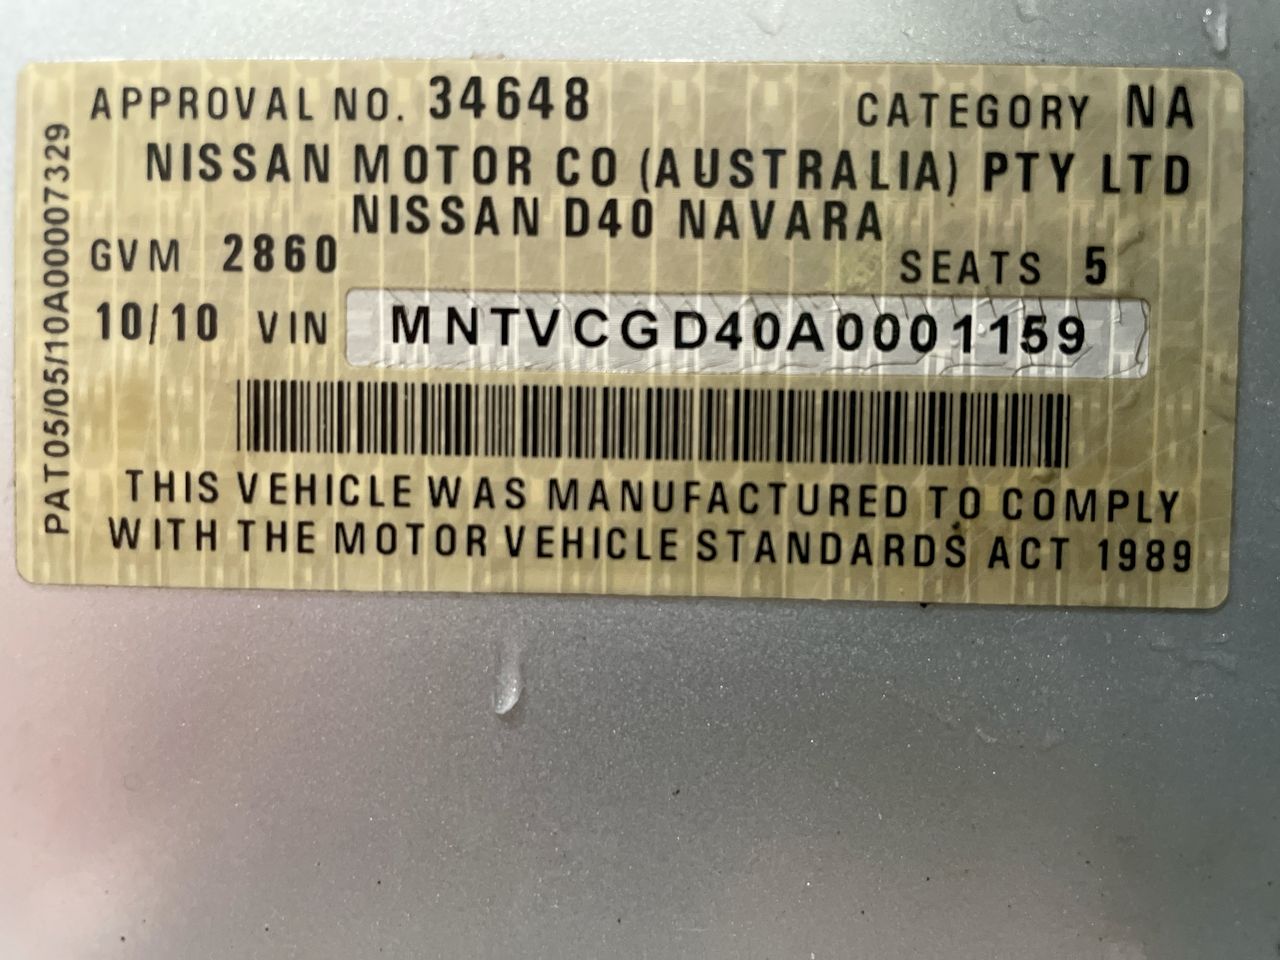 APPROVAL NO. 34648 CATEGORY NA
NISSAN MOTOR CO (AUSTRALIA) PTY LTD
NISSAN D40 NAVARA
GVM 2860 SEATS 5
10/10 VIN MNTVCGD40A0001159
THIS VEHICLE WAS MANUFACTURED TO COMPLY
WITH THE MOTOR VEHICLE STANDARDS ACT 1989
PAT05/05/10A00007329